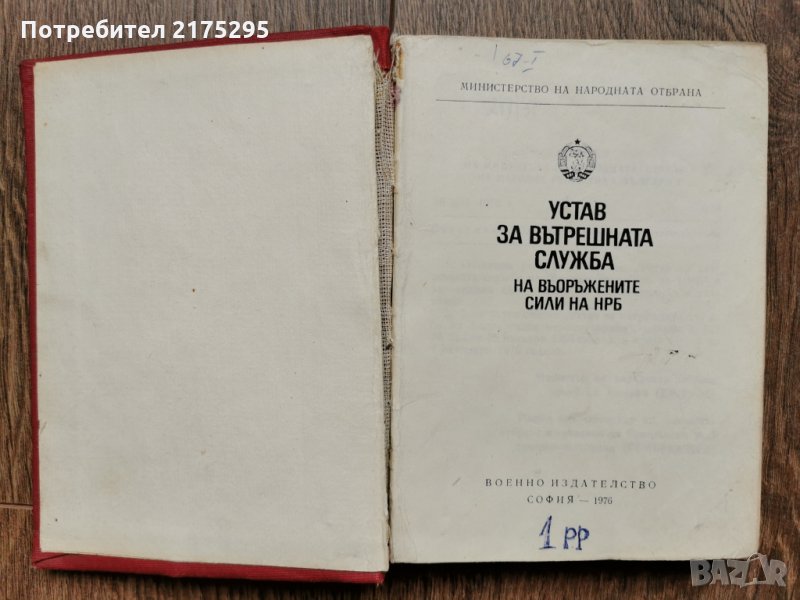 Потребител 2175295
МИНИСТЕРСТВО НА НАРОДНАТА ОТБРАНА
УСТАВ
ЗА ВЪТРЕШНАТА
СЛУЖБА
НА ВЪОРЪЖЕНИТЕ
СИЛИ НА НРБ
ВОЕННО ИЗДАТЕЛСТВО
СОФИЯ — 1976
1 РР
BAZAR